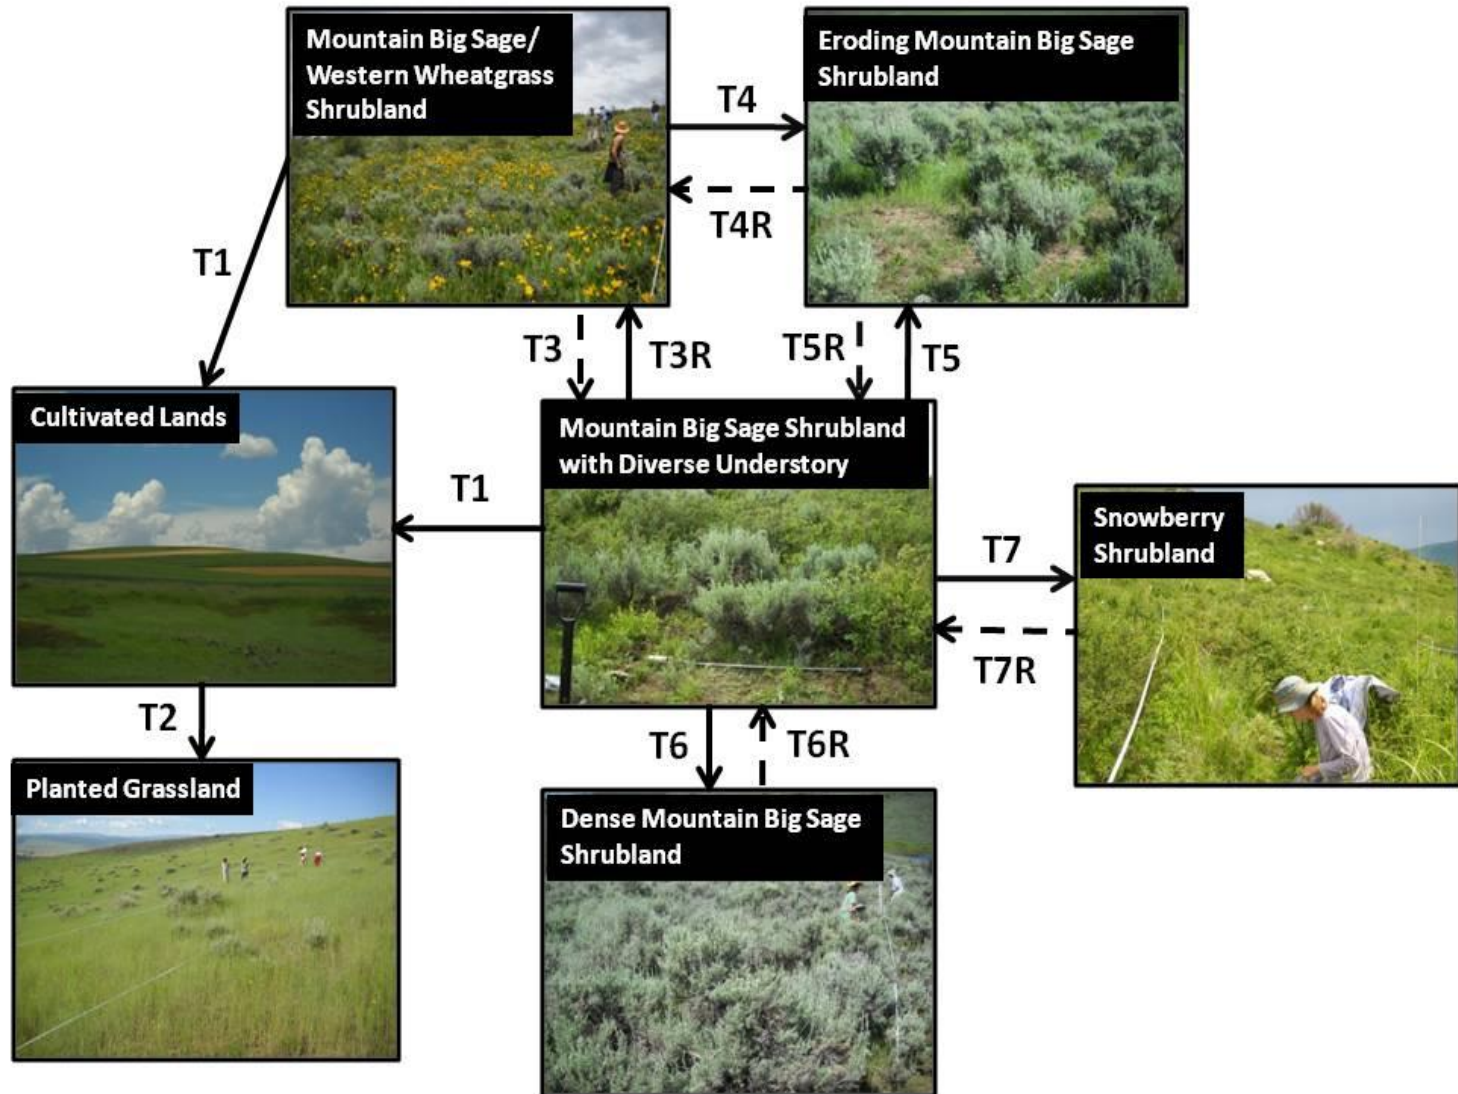 Mountain Big Sage/
Western Wheatgrass
Shrubland
Eroding Mountain Big Sage
Shrubland
T4
T4R
T1
T3
T3R
T5R
T5
Cultivated Lands
Mountain Big Sage Shrubland
with Diverse Understory
T1
Snowberry
Shrubland
T7
T7R
T2
T6
T6R
Planted Grassland
Dense Mountain Big Sage
Shrubland